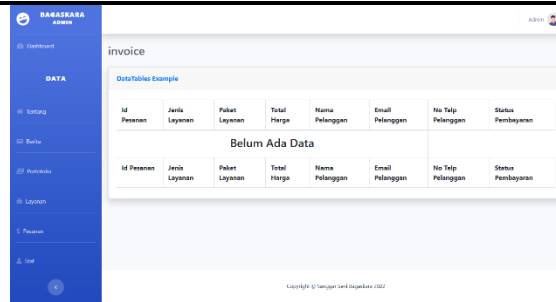 BAGASKARA
ADMIN
Admin
Dashboard
invoice
DATA
DataTables Example
Tentang
Id Pesanan Jenis Layanan Paket Layanan Total Harga Nama Pelanggan Email Pelanggan No Telp Pelanggan Status Pembayaran
Berita
Belum Ada Data
Portofolio
Id Pesanan Jenis Layanan Paket Layanan Total Harga Nama Pelanggan Email Pelanggan No Telp Pelanggan Status Pembayaran
Layanan
Pesanan
Staf
Copyright © Sanggar Seni Bagaskara 2022